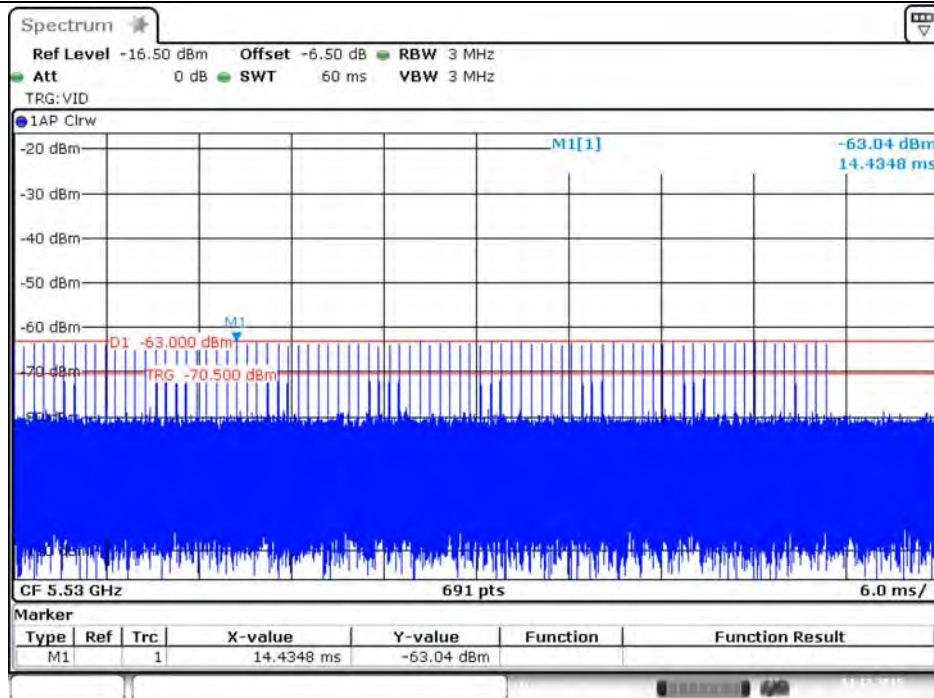 Spectrum
Ref Level -16.50 dBm Offset -6.50 dB RBW 3 MHz
Att 0 dB SWT 60 ms VBW 3 MHz
TRG:VID
1AP Clrw
M1[1] -63.04 dBm
14.4348 ms
-20 dBm
-30 dBm
-40 dBm
-50 dBm
-60 dBm
M1
D1 -63.000 dBm
-70 dBm
TRG -70.500 dBm
CF 5.53 GHz 691 pts 6.0 ms/
Marker
Type Ref Trc X-value Y-value Function Function Result
M1 1 14.4348 ms -63.04 dBm